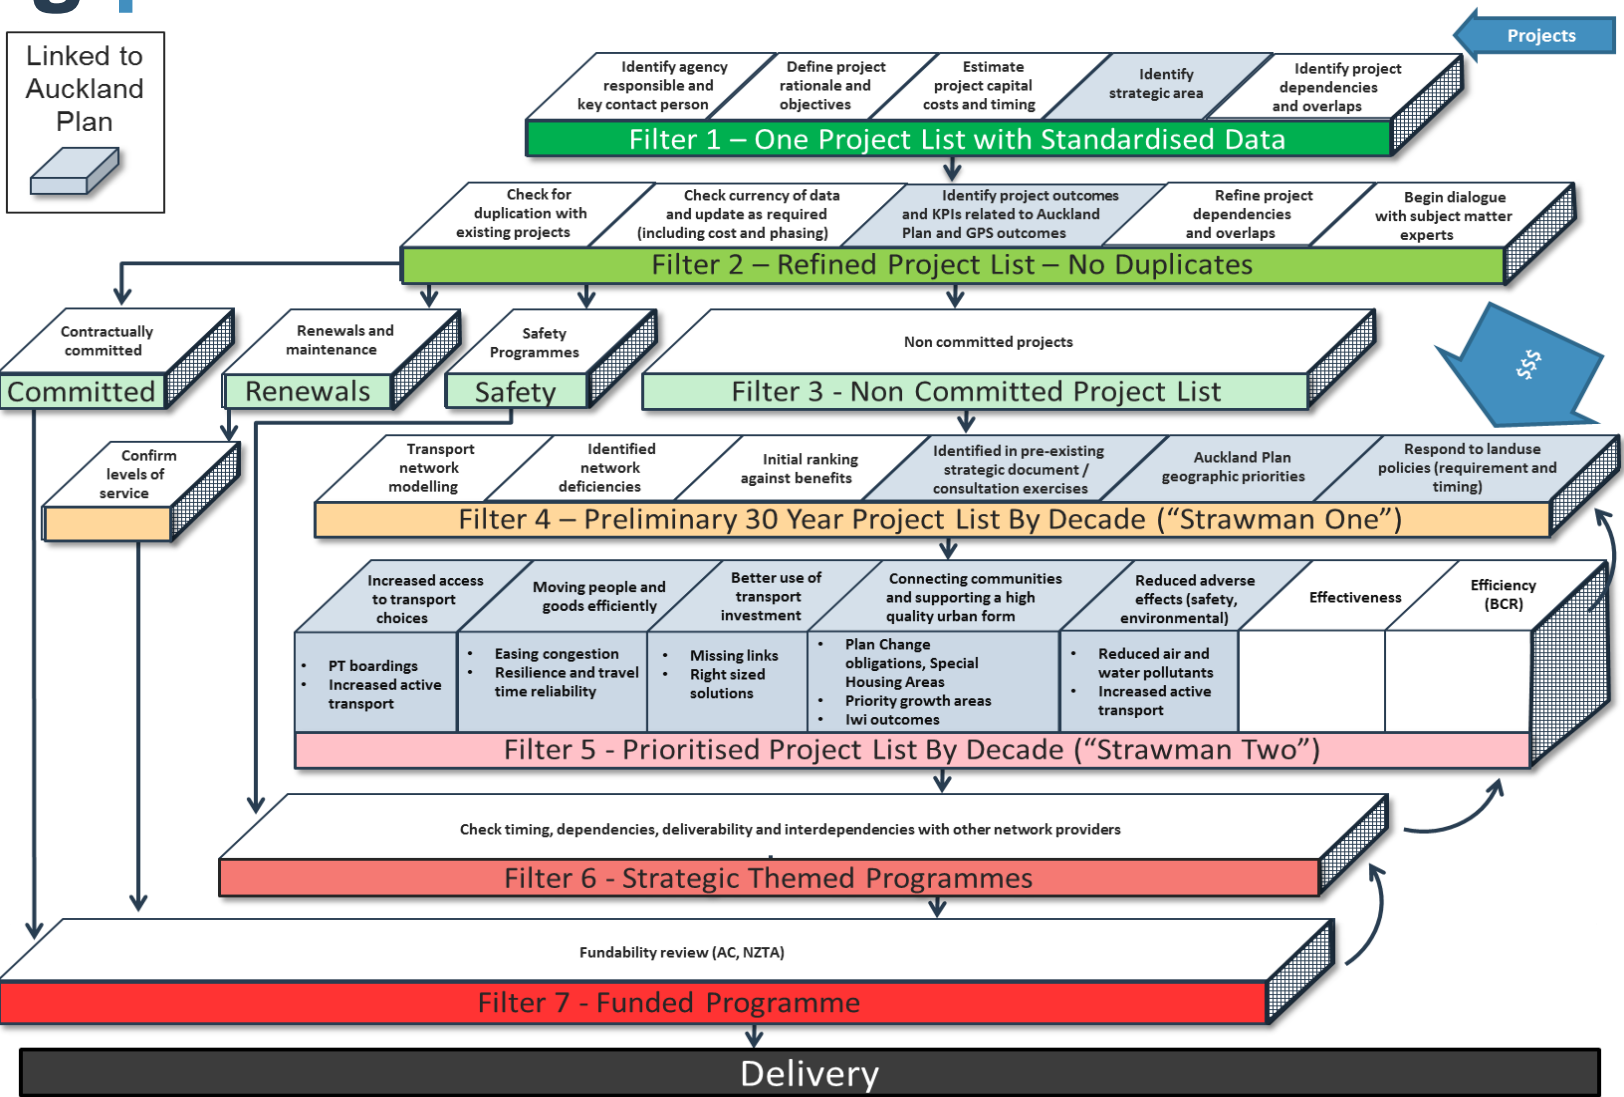 Linked to
Auckland
Plan
Projects
Identify agency
responsible and
key contact person
Define project
rationale and
objectives
Estimate
project capital
costs and timing
Identify
strategic area
Identify project
dependencies
and overlaps
Filter 1 – One Project List with Standardised Data
Check for
duplication with
existing projects
Check currency of data
and update as required
(including cost and phasing)
Identify project outcomes
and KPIs related to Auckland
Plan and GPS outcomes
Refine project
dependencies
and overlaps
Begin dialogue
with subject matter
experts
Filter 2 – Refined Project List – No Duplicates
Contractually
committed
Committed
Renewals and
maintenance
Renewals
Safety
Programmes
Safety
Non committed projects
Filter 3 - Non Committed Project List
$$$
Confirm
levels of
service
Transport
network
modelling
Identified
network
deficiencies
Initial ranking
against benefits
Identified in pre-existing
strategic document /
consultation exercises
Auckland Plan
geographic priorities
Respond to landuse
policies (requirement and
timing)
Filter 4 – Preliminary 30 Year Project List By Decade (“Strawman One”)
Increased access
to transport
choices
Moving people and
goods efficiently
Better use of
transport
investment
Connecting communities
and supporting a high
quality urban form
Reduced adverse
effects (safety,
environmental)
Effectiveness
Efficiency
(BCR)
• PT boardings
• Increased active
transport
• Easing congestion
• Resilience and travel
time reliability
• Missing links
• Right sized
solutions
• Plan Change
obligations, Special
Housing Areas
• Priority growth areas
• Iwi outcomes
• Reduced air and
water pollutants
• Increased active
transport
Filter 5 - Prioritised Project List By Decade (“Strawman Two”)
Check timing, dependencies, deliverability and interdependencies with other network providers
Filter 6 - Strategic Themed Programmes
Fundability review (AC, NZTA)
Filter 7 - Funded Programme
Delivery